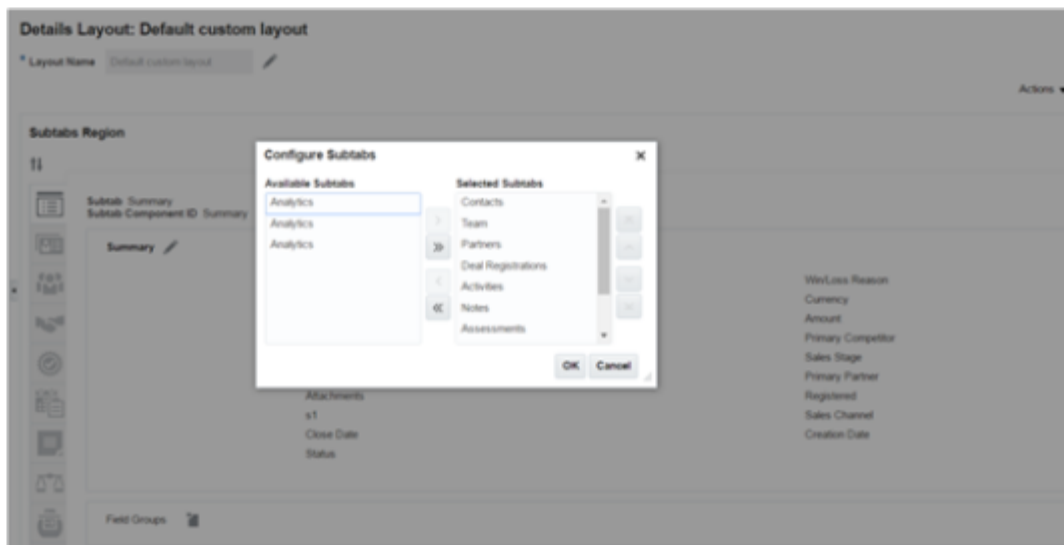 Details Layout: Default custom layout
* Layout Name Default custom layout
Actions
Subtabs Region
Configure Subtabs
Available Subtabs Selected Subtabs
Analytics Contacts
Analytics Team
Analytics Partners
Deal Registrations
Activities
Notes
Assessments
OK Cancel
Subtab Summary
Subtab Component ID Summary
Summary
Attachments
s1
Close Date
Status
Win/Loss Reason
Currency
Amount
Primary Competitor
Sales Stage
Primary Partner
Registered
Sales Channel
Creation Date
Field Groups